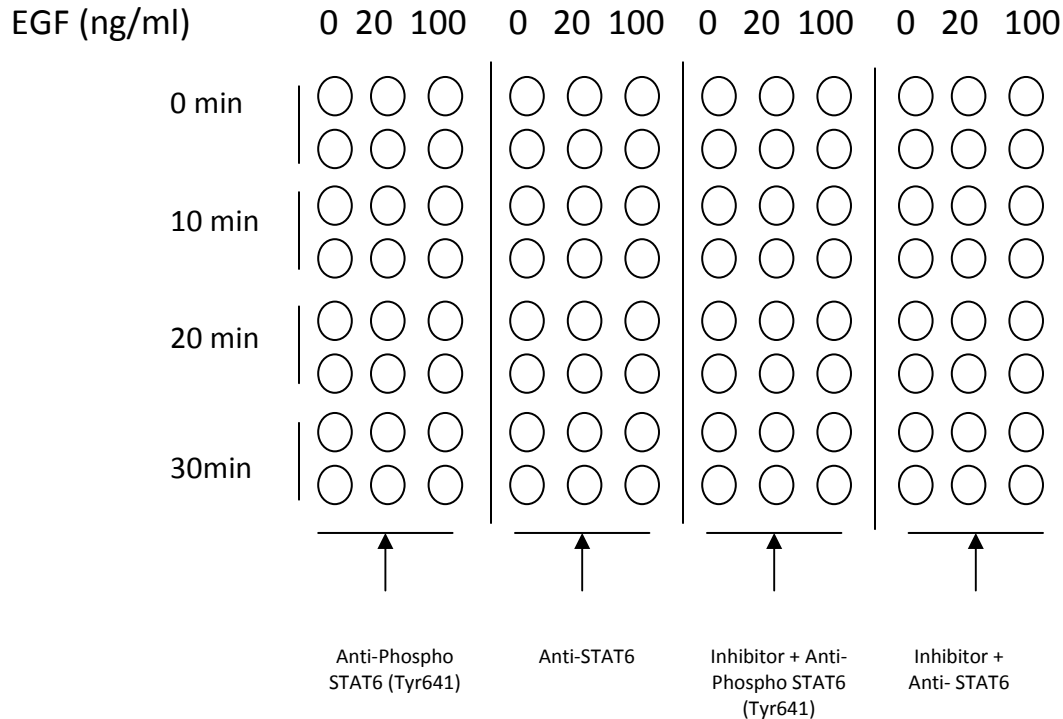 EGF (ng/ml) 0 20 100 0 20 100 0 20 100 0 20 100
0 min
10 min
20 min
30min
Anti-Phospho
STAT6 (Tyr641)
Anti-STAT6
Inhibitor + Anti-
Phospho STAT6
(Tyr641)
Inhibitor +
Anti- STAT6